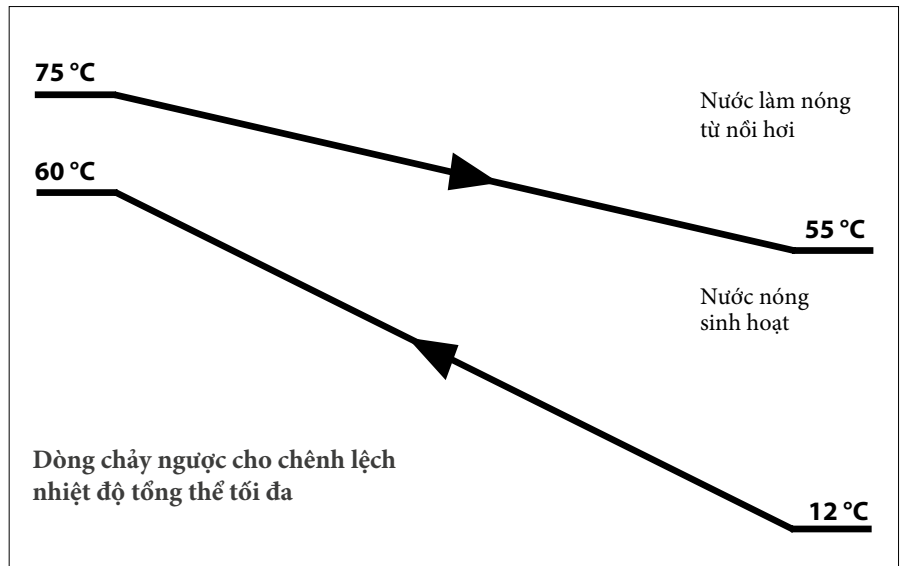 75 °C
Nước làm nóng
từ nồi hơi
60 °C
55 °C
Nước nóng
sinh hoạt
Dòng chảy ngược cho chênh lệch
nhiệt độ tổng thể tối đa
12 °C